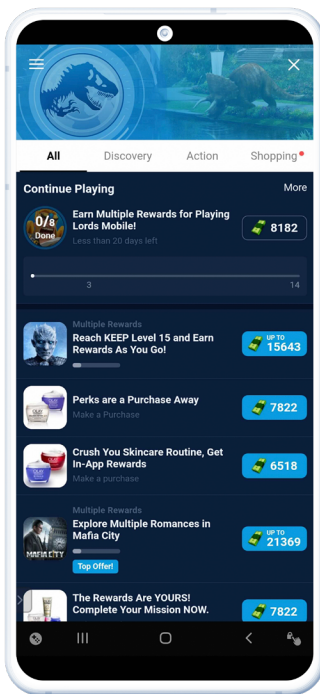 All Discovery Action Shopping
Continue Playing More
0/8
Done
Earn Multiple Rewards for Playing
Lords Mobile!
Less than 20 days left
8182
3 14
Multiple Rewards
Reach KEEP Level 15 and Earn
Rewards As You Go!
UP TO
15643
Perks are a Purchase Away
Make a Purchase
7822
OLAY
Crush You Skincare Routine, Get
In-App Rewards
Make a purchase
6518
OLAY
Multiple Rewards
Explore Multiple Romances in
Mafia City
Top Offer!
UP TO
21369
MAFIA CITY
The Rewards Are YOURS!
Complete Your Mission NOW.
7822